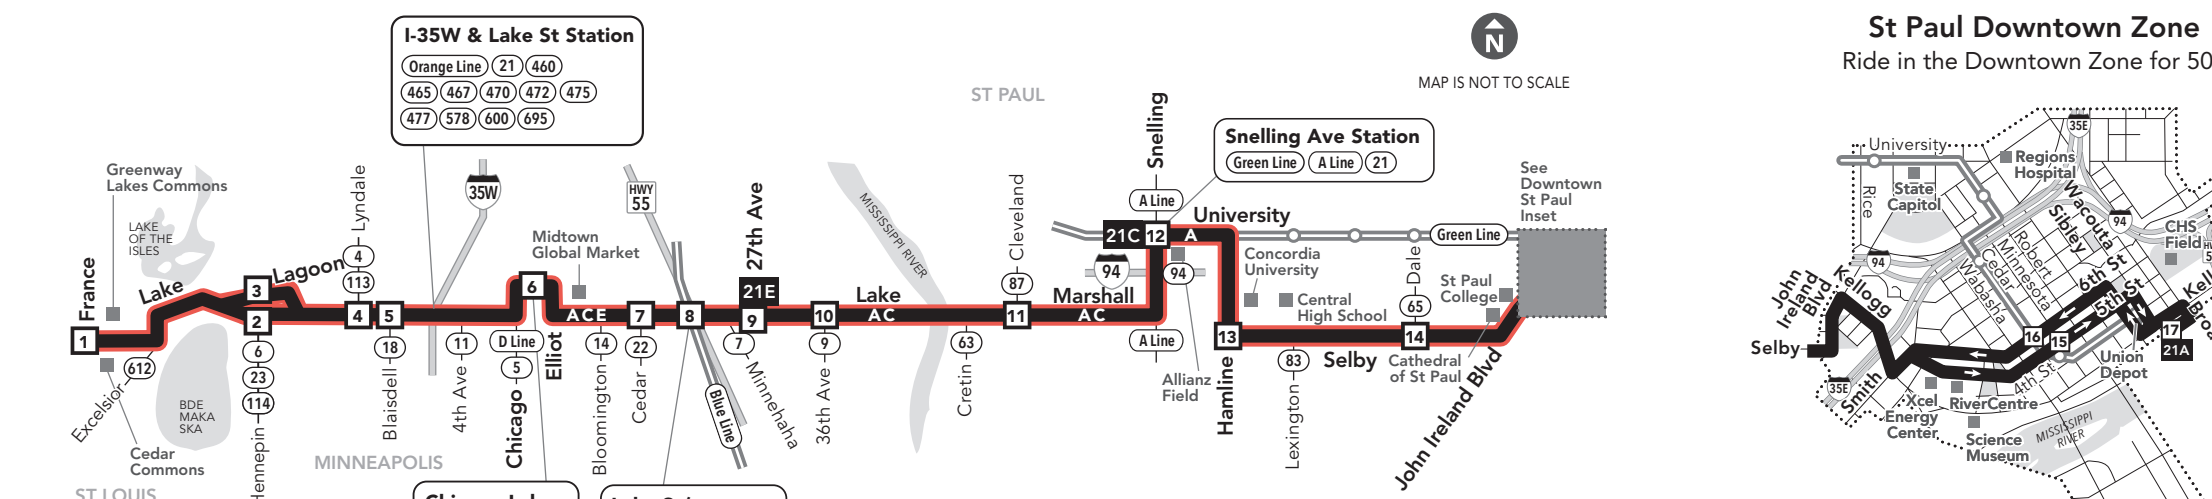 I-35W & Lake St Station
Orange Line 21 460
465 467 470 472 475
477 578 600 695
N
MAP IS NOT TO SCALE
ST PAUL
St Paul Downtown Zone
Ride in the Downtown Zone for 50
Snelling Ave Station
Green Line A Line 21
Greenway
Lakes Commons
LAKE
OF THE
ISLES
France
1
Lake
3
Lagoon
2
6
23
114
Hennepin
612
Excelsior
Cedar
Commons
BDE
MAKA
SKA
ST LOUIS
MINNEAPOLIS
Lyndale
4
113
4
5
18
Blaisdell
35W
11
4th Ave
6
D Line
5
Chicago
Elliot
Midtown
Global Market
A C E
14
Bloomington
7
22
Cedar
HWY
55
8
Blue Line
27th Ave
21E
9
7
Minnehaha
10
9
36th Ave
Lake
A C
MISSISSIPPI RIVER
63
Cretin
Cleveland
87
11
Marshall
A C
Snelling
A Line
21C
12
A
University
94
94
A Line
Allianz
Field
Concordia
University
Central
High School
13
Hamline
83
Lexington
Selby
Green Line
Dale
65
14
St Paul
College
Cathedral
of St Paul
John Ireland Blvd
See
Downtown
St Paul
Inset
University
35E
Regions
Hospital
State
Capitol
Rice
Wacouta
Sibley
Robert
Minnesota
Cedar
Wabasha
94
94
CHS
Field
John
Ireland
Blvd
Kellogg
6th St
5th St
4th St
16
15
17
21A
Union
Depot
Selby
35E
Smith
Xcel
Energy
Center
RiverCentre
Science
Museum
MISSISSIPPI
RIVER